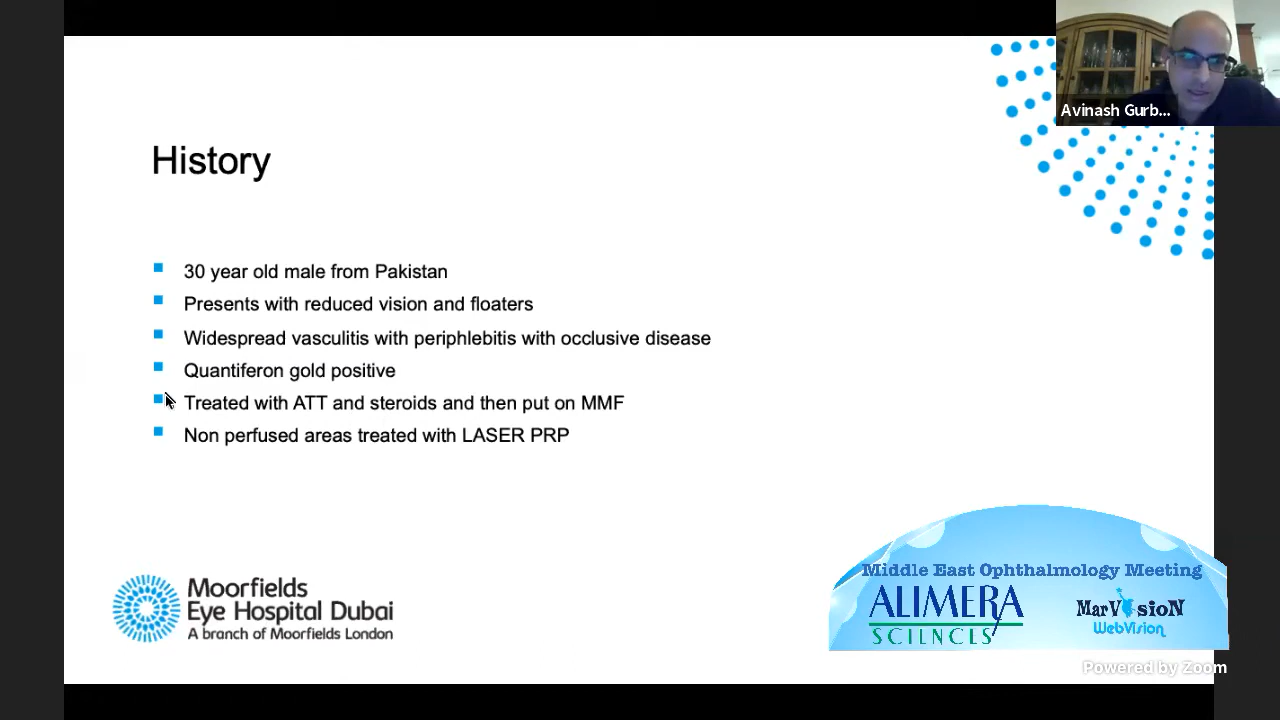 Avinash Gurb...
History
30 year old male from Pakistan
Presents with reduced vision and floaters
Widespread vasculitis with periphlebitis with occlusive disease
Quantiferon gold positive
Treated with ATT and steroids and then put on MMF
Non perfused areas treated with LASER PRP
Moorfields
Eye Hospital Dubai
A branch of Moorfields London
Middle East Ophthalmology Meeting
ALIMERA
SCIENCES
MarVision
WebVision
Powered by Zoom